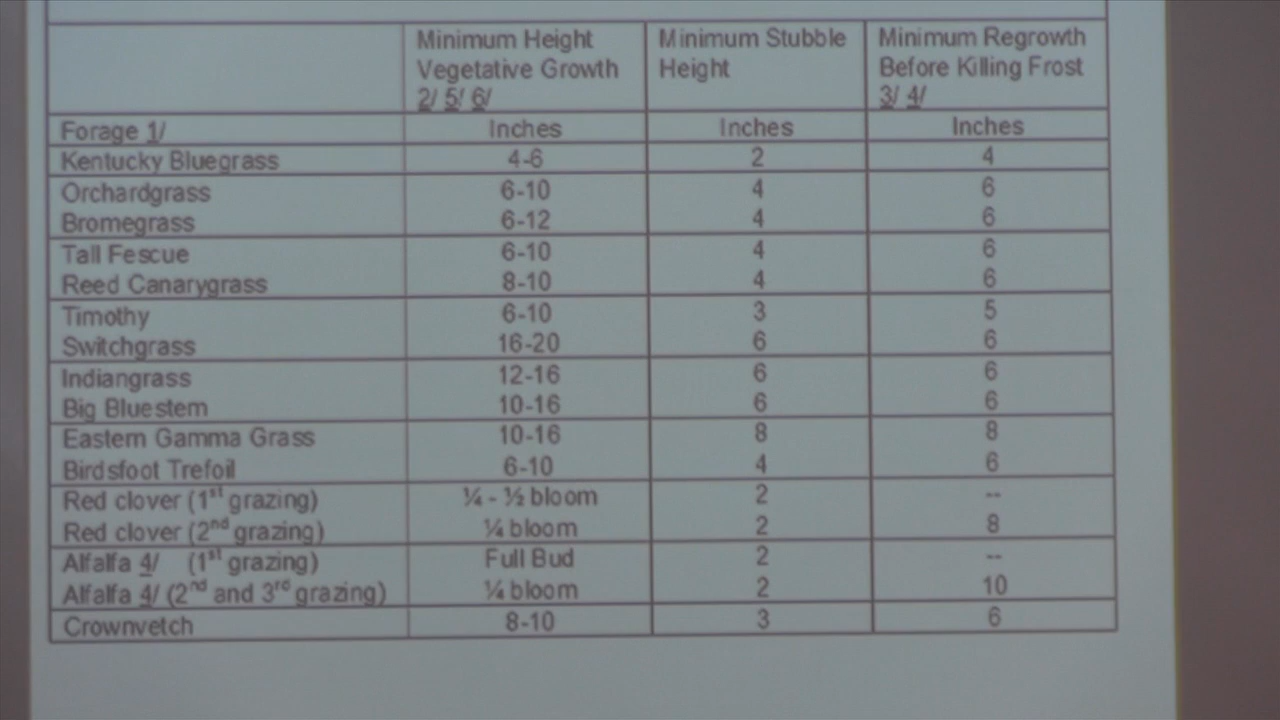 Minimum Height Vegetative Growth 2/ 5/ 6/ Minimum Stubble Height Minimum Regrowth Before Killing Frost 3/ 4/
Forage 1/ Inches Inches Inches
Kentucky Bluegrass 4-6 2 4
Orchardgrass 6-10 4 6
Bromegrass 6-12 4 6
Tall Fescue 6-10 4 6
Reed Canarygrass 8-10 4 6
Timothy 6-10 3 5
Switchgrass 16-20 6 6
Indiangrass 12-16 6 6
Big Bluestem 10-16 6 6
Eastern Gamma Grass 10-16 8 8
Birdsfoot Trefoil 6-10 4 6
Red clover (1st grazing) ¼ - ½ bloom 2 --
Red clover (2nd grazing) ¼ bloom 2 8
Alfalfa 4/ (1st grazing) Full Bud 2 --
Alfalfa 4/ (2nd and 3rd grazing) ¼ bloom 2 10
Crownvetch 8-10 3 6